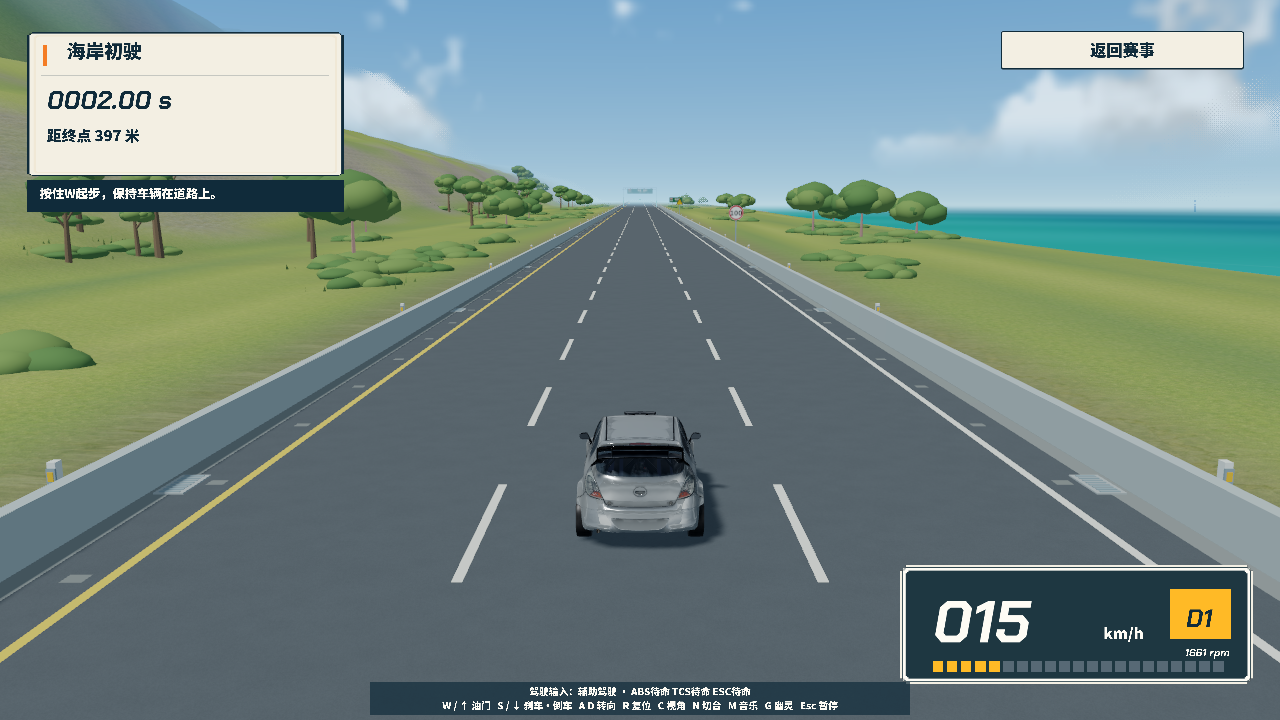 海岸初驶
0002.00 s
距终点 397 米
按住W起步，保持车辆在道路上。
返回赛事
100
015 km/h D1
1661 rpm
驾驶输入：辅助驾驶 · ABS待命 TCS待命 ESC待命
W / ↑ 油门 S / ↓ 刹车·倒车 A D 转向 R 复位 C 视角 N 切台 M 音乐 G 幽灵 Esc 暂停